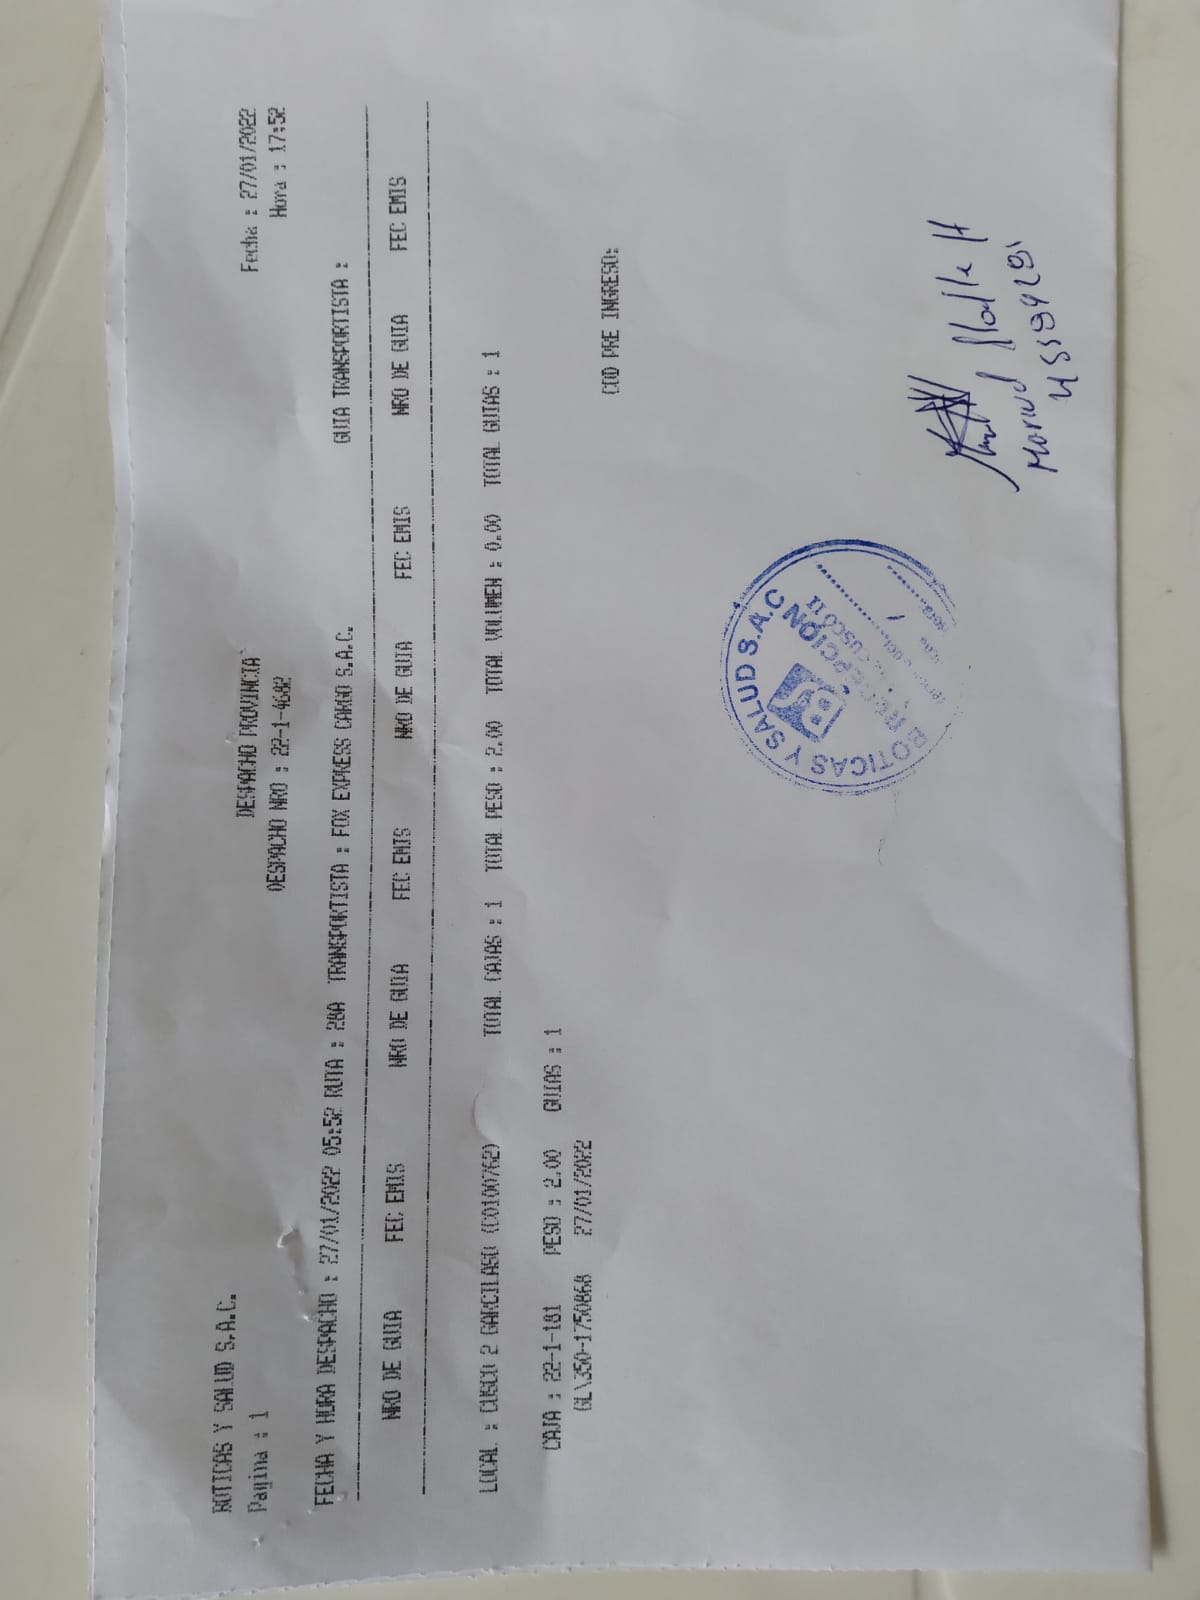 BOTICAS Y SALUD S.A.C.
Pagina : 1
DESPACHO PROVINCIA
DESPACHO NRO : 22-1-4682
Fecha : 27/01/2022
Hora : 17:52
FECHA Y HORA DESPACHO : 27/01/2022 05:52 RUTA : 28A TRANSPORTISTA : FOX EXPRESS CARGO S.A.C. GUIA TRANSPORTISTA :
NRO DE GUIA FEC EMIS NRO DE GUIA FEC EMIS NRO DE GUIA FEC EMIS NRO DE GUIA FEC EMIS
LOCAL : CUSCO 2 GARCILASO (C0100762) TOTAL CAJAS : 1 TOTAL PESO : 2.00 TOTAL VOLUMEN : 0.00 TOTAL GUIAS : 1
CAJA : 22-1-181 PESO : 2.00 GUIAS : 1
GL\350-1750868 27/01/2022
COD PRE INGRESO:
BOTICAS Y SALUD S.A.C
BS
RECEPCION
CUSCO II